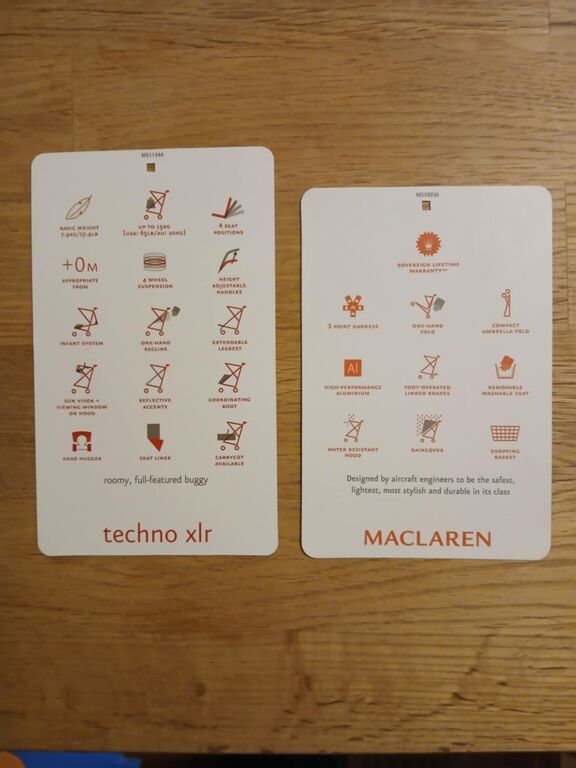 MS11344
BASIC WEIGHT
7.9KG/17.4LB
UP TO 15KG
(USA: 65LB/AU: 20KG)
4 SEAT
POSITIONS
+0M
APPROPRIATE
FROM
4 WHEEL
SUSPENSION
HEIGHT
ADJUSTABLE
HANDLES
INFANT SYSTEM
ONE-HAND
RECLINE
EXTENDABLE
LEGREST
SUN VISOR +
VIEWING WINDOW
ON HOOD
REFLECTIVE
ACCENTS
COORDINATING
BOOT
HEAD HUGGER
SEAT LINER
CARRYCOT
AVAILABLE
roomy, full-featured buggy
techno xlr
MS10936
SOVEREIGN LIFETIME
WARRANTY™
5 POINT HARNESS
ONE-HAND
FOLD
COMPACT
UMBRELLA FOLD
Al
HIGH-PERFORMANCE
ALUMINIUM
FOOT-OPERATED
LINKED BRAKES
REMOVABLE
WASHABLE SEAT
WATER RESISTANT
HOOD
RAINCOVER
SHOPPING
BASKET
Designed by aircraft engineers to be the safest,
lightest, most stylish and durable in its class
MACLAREN